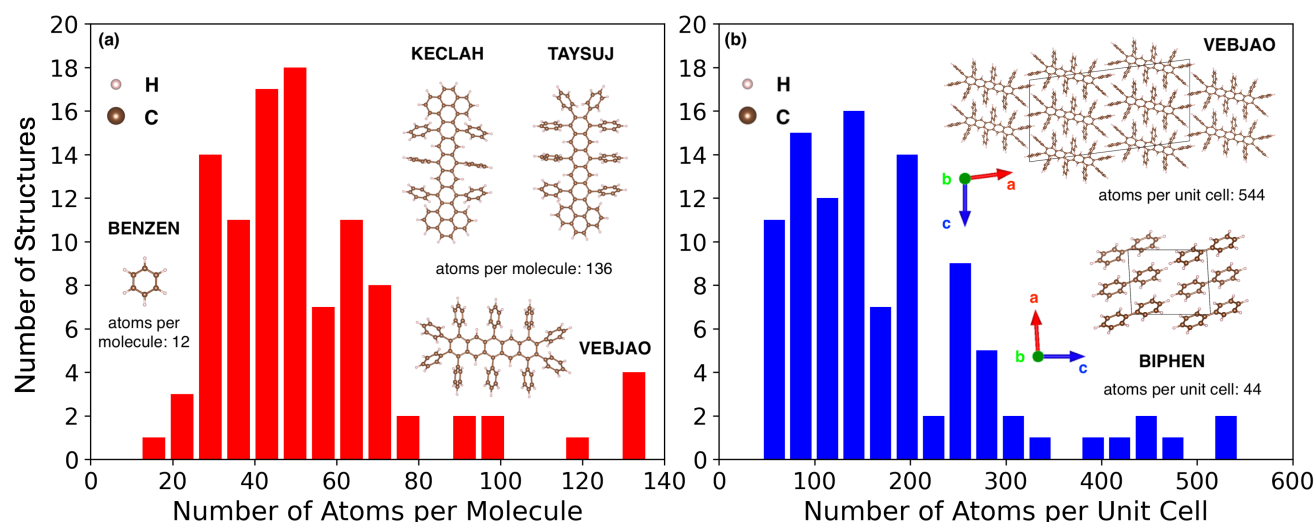 (a)
KECLAH
TAYSUJ
H
C
BENZEN
atoms per
molecule: 12
atoms per molecule: 136
VEBJAO
Number of Structures
20
18
16
14
12
10
8
6
4
2
0
0 20 40 60 80 100 120 140
Number of Atoms per Molecule
(b)
VEBJAO
H
C
b
a
c
atoms per unit cell: 544
a
b
c
BIPHEN
atoms per unit cell: 44
20
18
16
14
12
10
8
6
4
2
0
0 100 200 300 400 500 600
Number of Atoms per Unit Cell